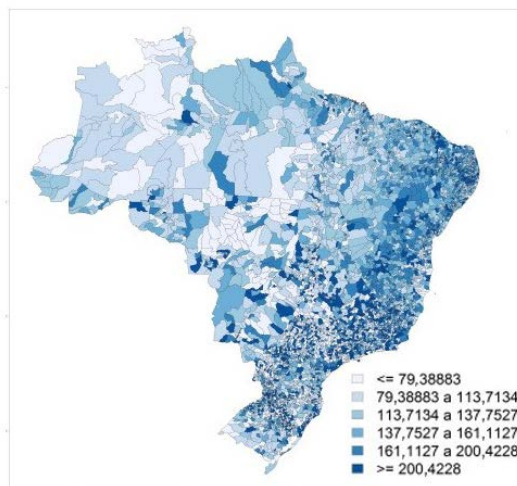 <= 79,38883
79,38883 a 113,7134
113,7134 a 137,7527
137,7527 a 161,1127
161,1127 a 200,4228
>= 200,4228